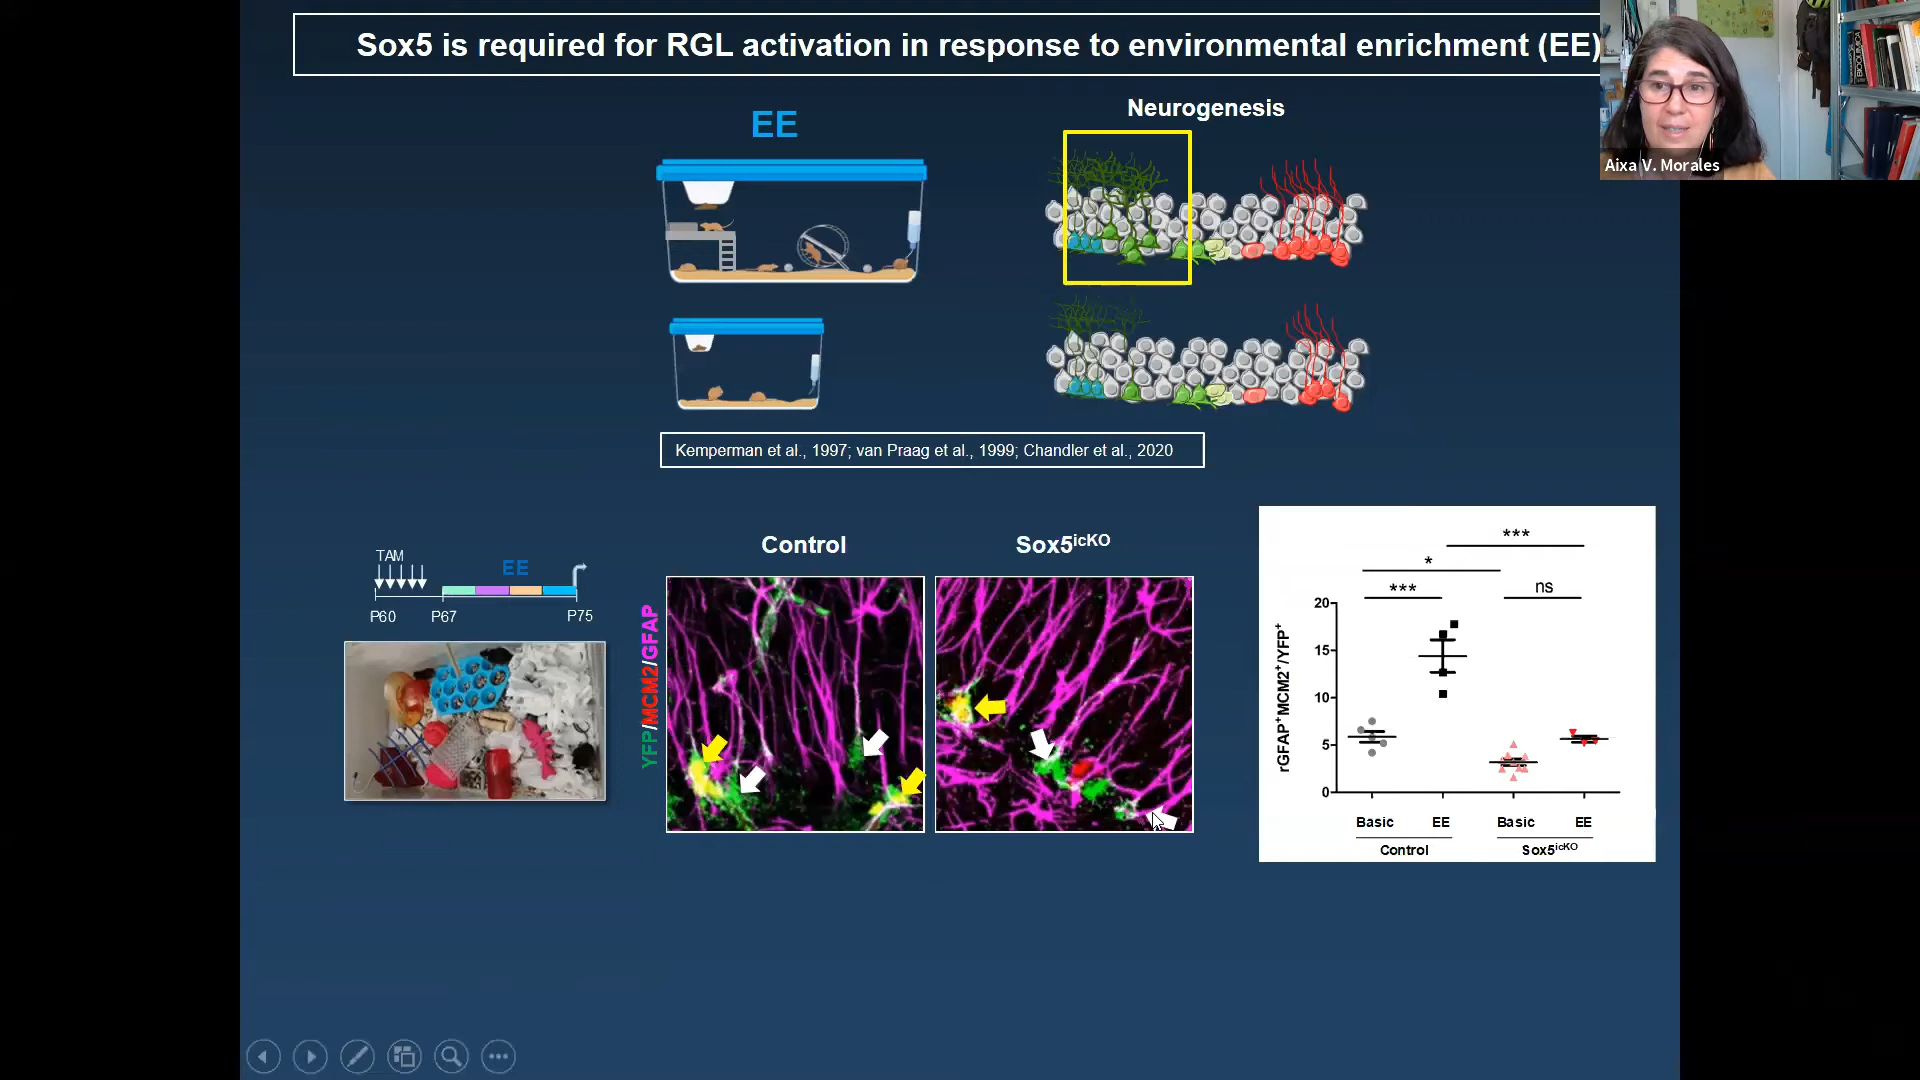 Sox5 is required for RGL activation in response to environmental enrichment (EE)
Aixa V. Morales
BIOQUIMICA
EE
Neurogenesis
Kemperman et al., 1997; van Praag et al., 1999; Chandler et al., 2020
TAM
EE
P60
P67
P75
Control
Sox5icKO
YFP/MCM2/GFAP
rGFAP+MCM2+/YFP+
***
*
***
ns
20
15
10
5
0
Basic
EE
Basic
EE
Control
Sox5icKO